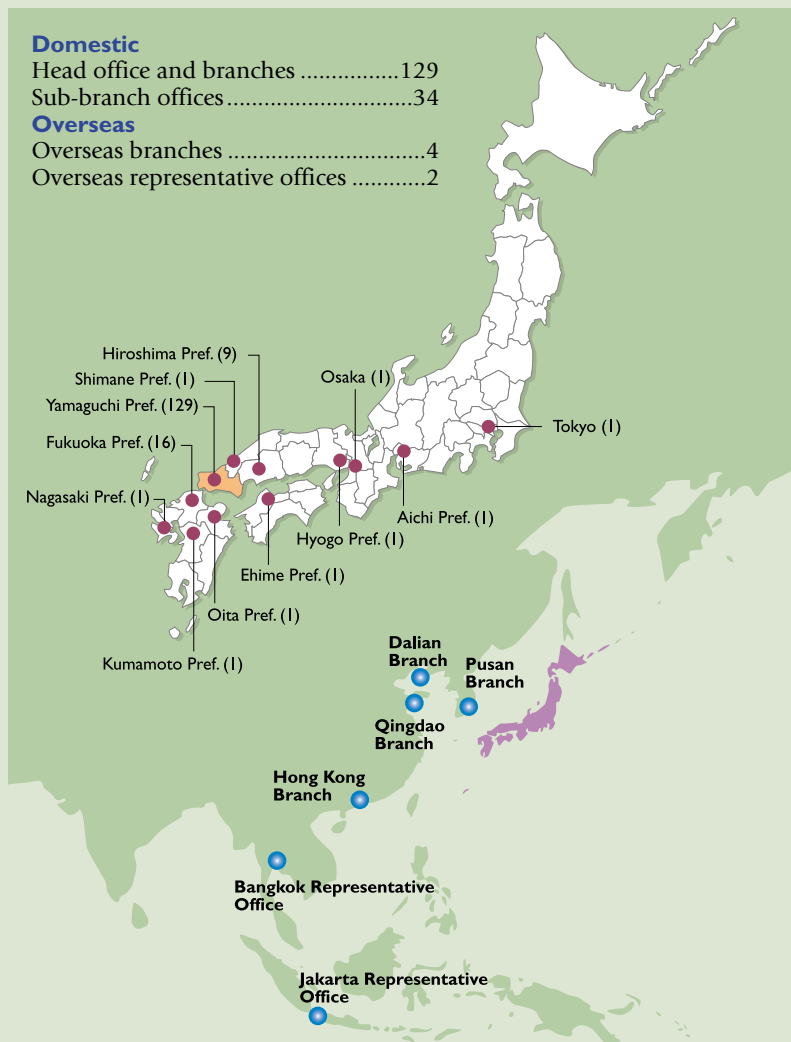 Domestic
Head office and branches ...............129
Sub-branch offices.............................34
Overseas
Overseas branches ...............................4
Overseas representative offices ............2
Hiroshima Pref. (9)
Shimane Pref. (1)
Osaka (1)
Yamaguchi Pref. (129)
Tokyo (1)
Fukuoka Pref. (16)
Nagasaki Pref. (1)
Aichi Pref. (1)
Hyogo Pref. (1)
Ehime Pref. (1)
Oita Pref. (1)
Kumamoto Pref. (1)
Dalian
Branch
Pusan
Branch
Qingdao
Branch
Hong Kong
Branch
Bangkok Representative
Office
Jakarta Representative
Office